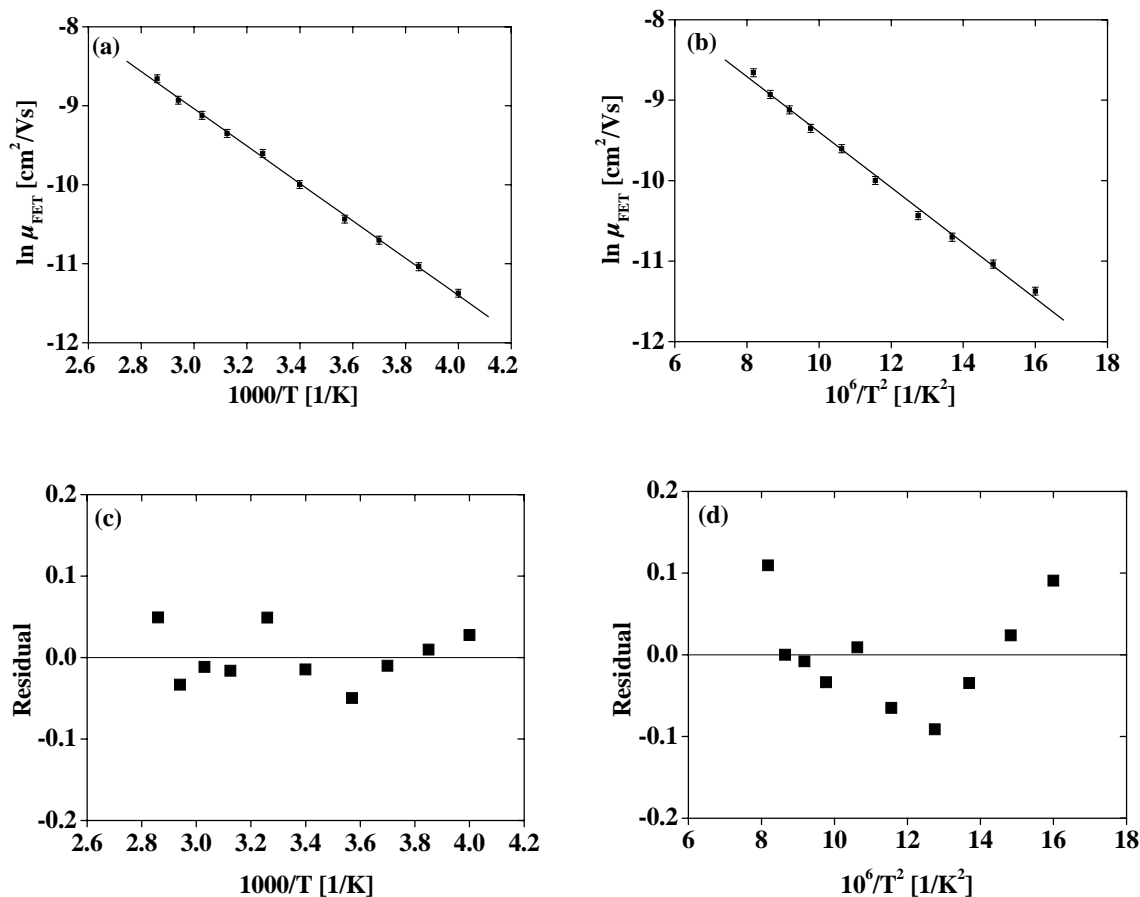 (a)
-8
-9
-10
-11
-12
ln μFET [cm²/Vs]
2.6 2.8 3.0 3.2 3.4 3.6 3.8 4.0 4.2
1000/T [1/K]
(b)
-8
-9
-10
-11
-12
ln μFET [cm²/Vs]
6 8 10 12 14 16 18
10⁶/T² [1/K²]
(c)
0.2
0.1
0.0
-0.1
-0.2
Residual
2.6 2.8 3.0 3.2 3.4 3.6 3.8 4.0 4.2
1000/T [1/K]
(d)
0.2
0.1
0.0
-0.1
-0.2
Residual
6 8 10 12 14 16 18
10⁶/T² [1/K²]